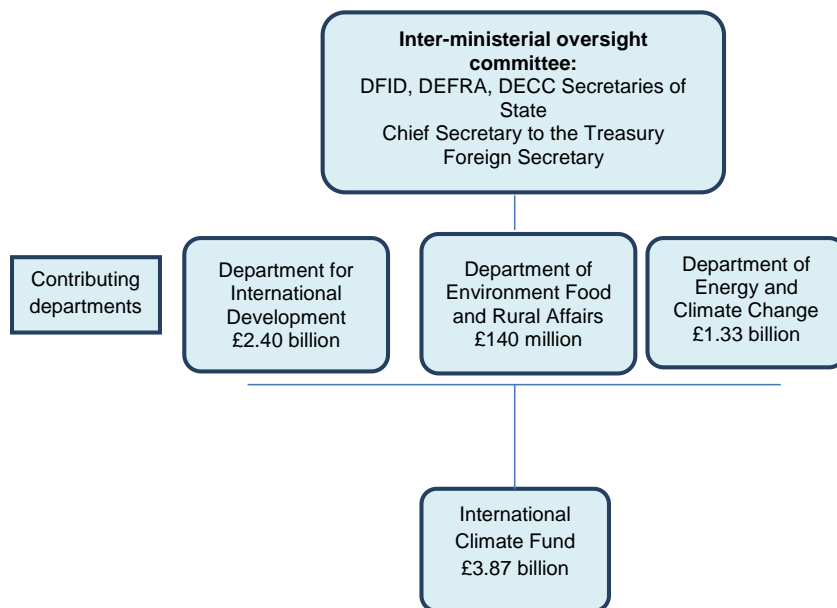 Inter-ministerial oversight
committee:
DFID, DEFRA, DECC Secretaries of
State
Chief Secretary to the Treasury
Foreign Secretary
Contributing
departments
Department for
International
Development
£2.40 billion
Department of
Environment Food
and Rural Affairs
£140 million
Department of
Energy and
Climate Change
£1.33 billion
International
Climate Fund
£3.87 billion